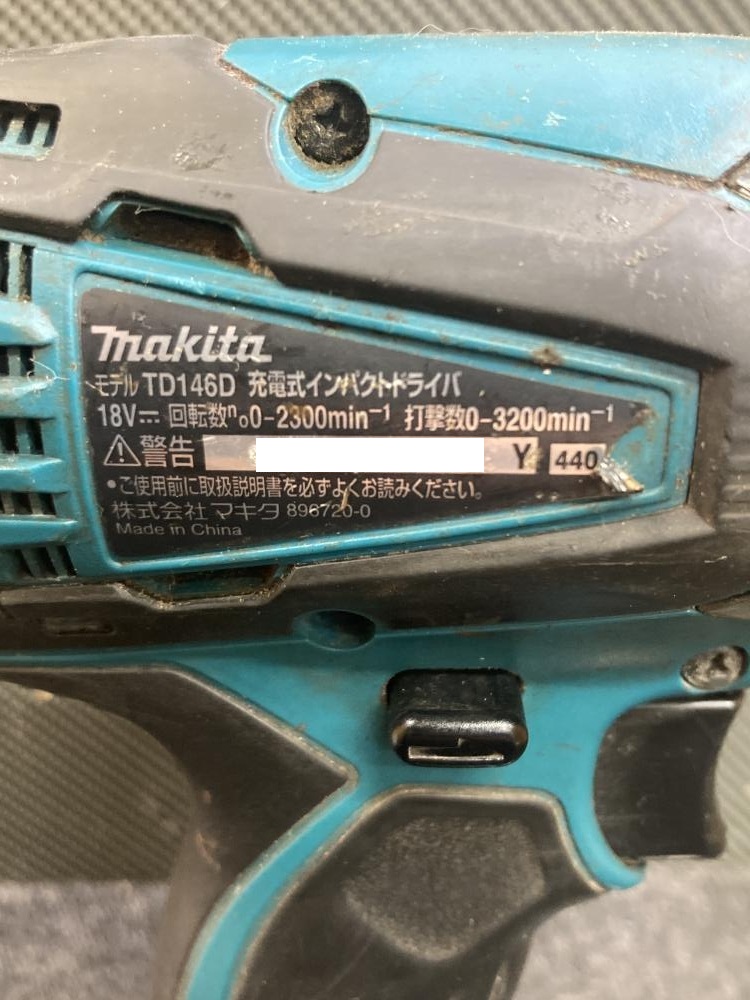 makita
モデル TD146D 充電式インパクトドライバ
18V⎓ 回転数n₀0-2300min⁻¹ 打撃数0-3200min⁻¹
⚠警告 Y 440
•ご使用前に取扱説明書を必ずよくお読みください。
株式会社 マキタ 896720-0
Made in China